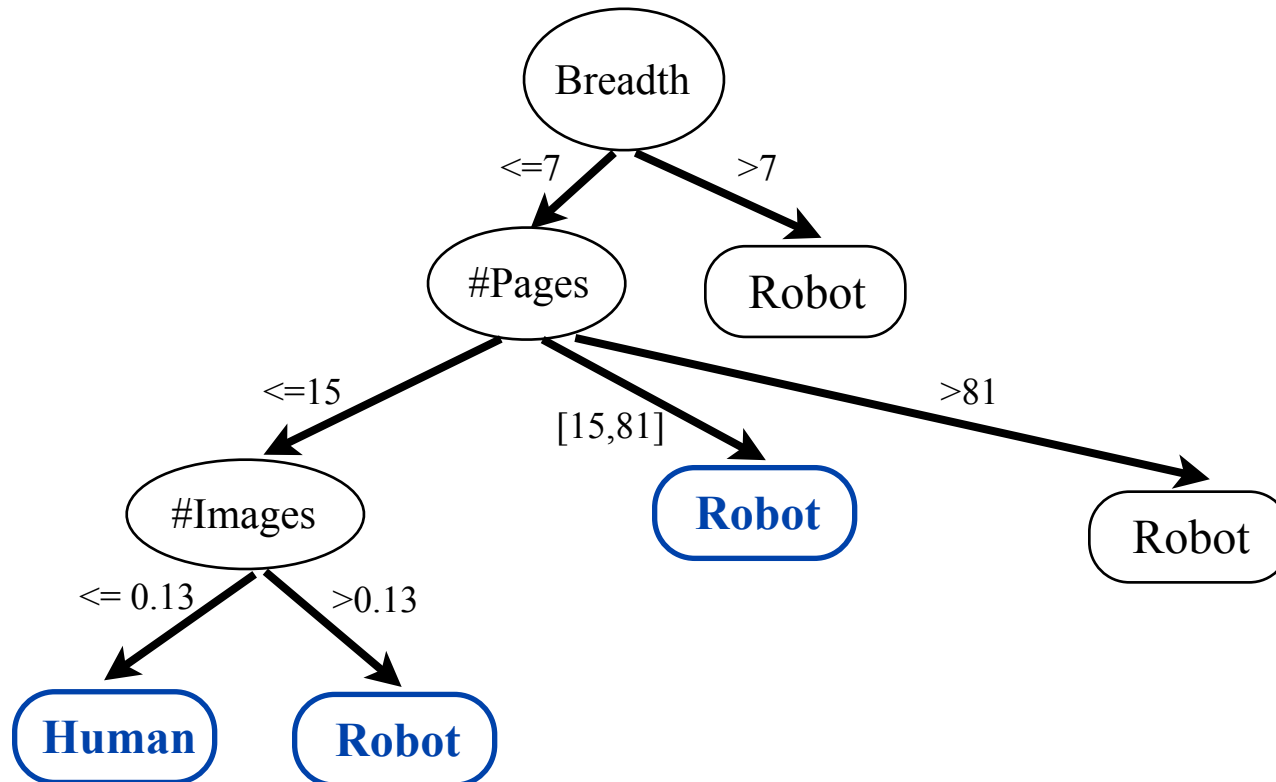 Breadth
<=7
>7
#Pages
Robot
<=15
[15,81]
>81
#Images
Robot
Robot
<= 0.13
>0.13
Human
Robot